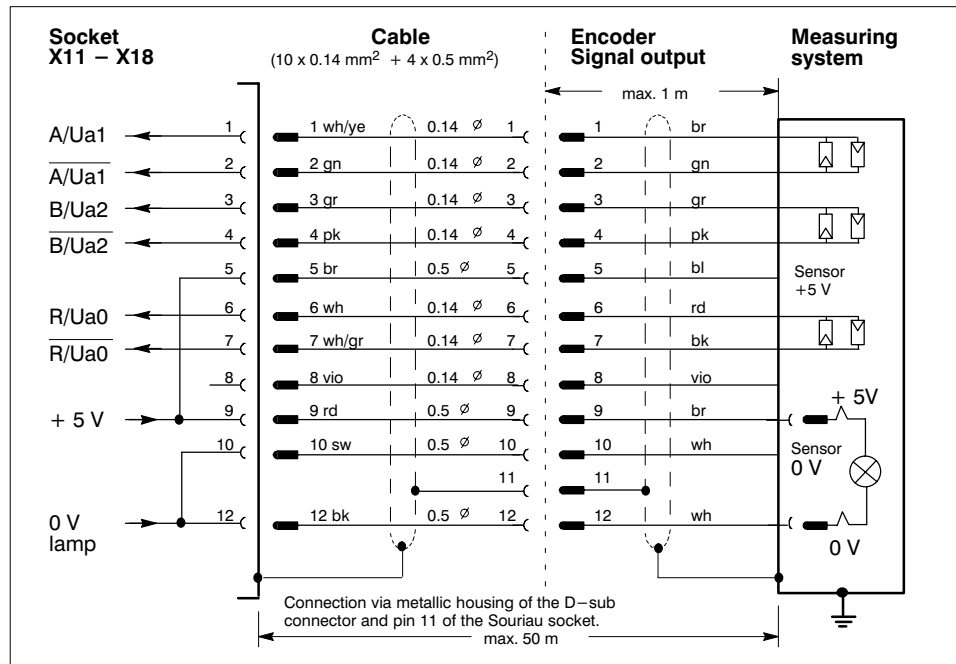 Socket
X11 – X18
Cable
(10 x 0.14 mm² + 4 x 0.5 mm²)
Encoder
Signal output
Measuring
system
max. 1 m
A/Ua1 1 1 wh/ye 0.14 ⌀ 1 1 br
A/Ua1 2 2 gn 0.14 ⌀ 2 2 gn
B/Ua2 3 3 gr 0.14 ⌀ 3 3 gr
B/Ua2 4 4 pk 0.14 ⌀ 4 4 pk
5 5 br 0.5 ⌀ 5 5 bl
Sensor
+5 V
R/Ua0 6 6 wh 0.14 ⌀ 6 6 rd
R/Ua0 7 7 wh/gr 0.14 ⌀ 7 7 bk
8 8 vio 0.14 ⌀ 8 8 vio
+ 5 V 9 9 rd 0.5 ⌀ 9 9 br + 5V
10 10 sw 0.5 ⌀ 10 10 wh
Sensor
0 V
11 11
0 V
lamp
12 12 bk 0.5 ⌀ 12 12 wh
0 V
Connection via metallic housing of the D–sub
connector and pin 11 of the Souriau socket.
max. 50 m